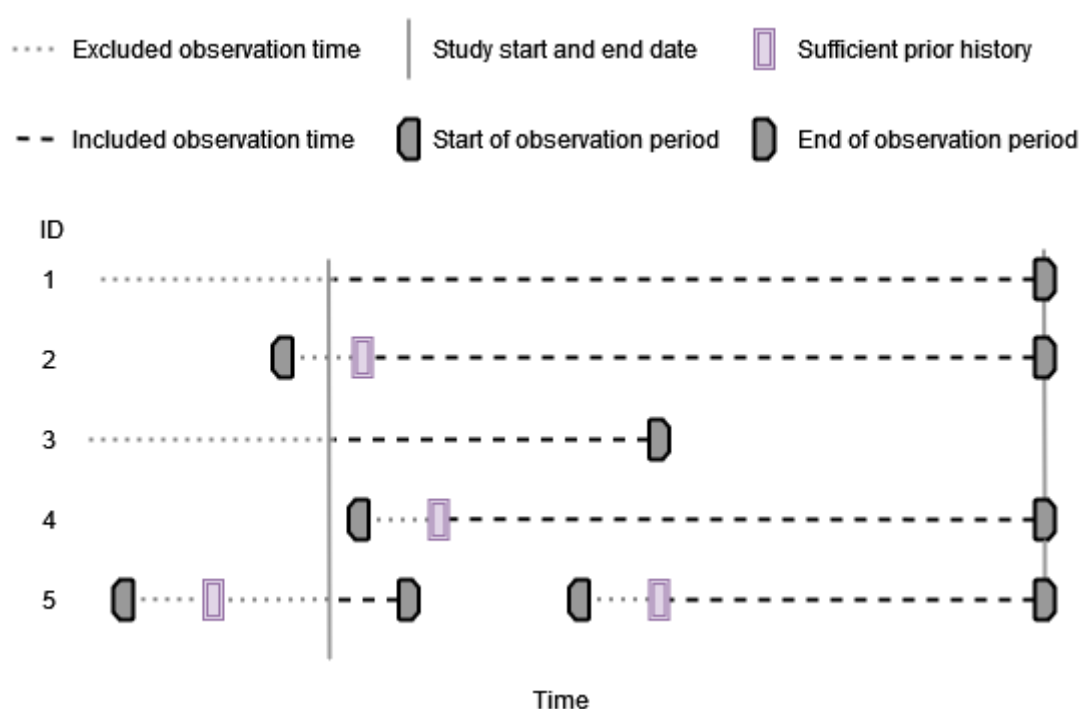 Excluded observation time
Study start and end date
Sufficient prior history
Included observation time
Start of observation period
End of observation period
ID
1
2
3
4
5
Time